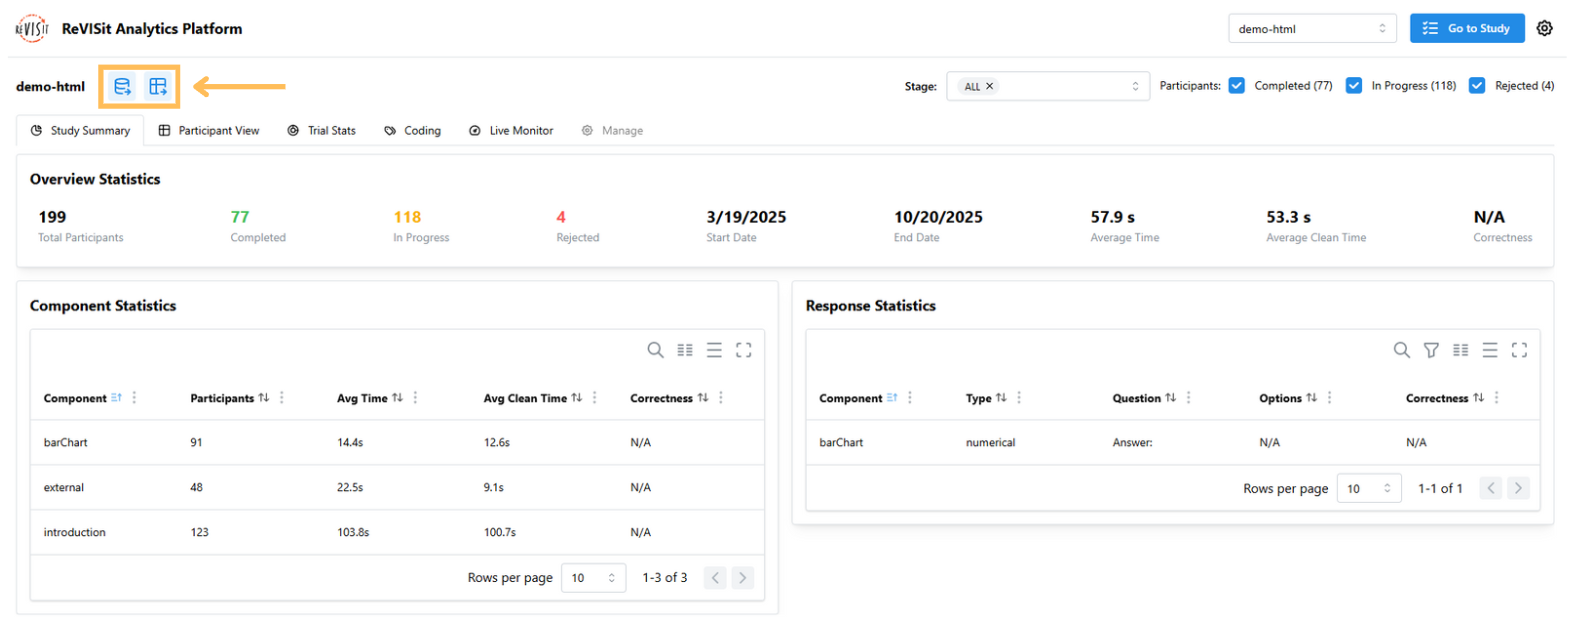 reVISit ReVISit Analytics Platform demo-html Go to Study
demo-html Stage: ALL Participants: Completed (77) In Progress (118) Rejected (4)
Study Summary Participant View Trial Stats Coding Live Monitor Manage
Overview Statistics
199 77 118 4 3/19/2025 10/20/2025 57.9 s 53.3 s N/A
Total Participants Completed In Progress Rejected Start Date End Date Average Time Average Clean Time Correctness
Component Statistics
Component Participants Avg Time Avg Clean Time Correctness
barChart 91 14.4s 12.6s N/A
external 48 22.5s 9.1s N/A
introduction 123 103.8s 100.7s N/A
Rows per page 10 1-3 of 3
Response Statistics
Component Type Question Options Correctness
barChart numerical Answer: N/A N/A
Rows per page 10 1-1 of 1